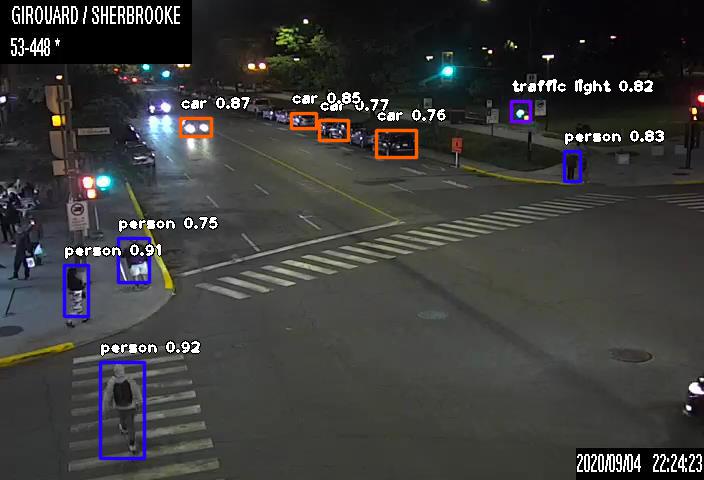 GIROUARD / SHERBROOKE
53-448 *
traffic light 0.82
car 0.87
car 0.85
car 0.77
car 0.76
person 0.83
person 0.75
person 0.91
person 0.92
2020/09/04 22:24:23